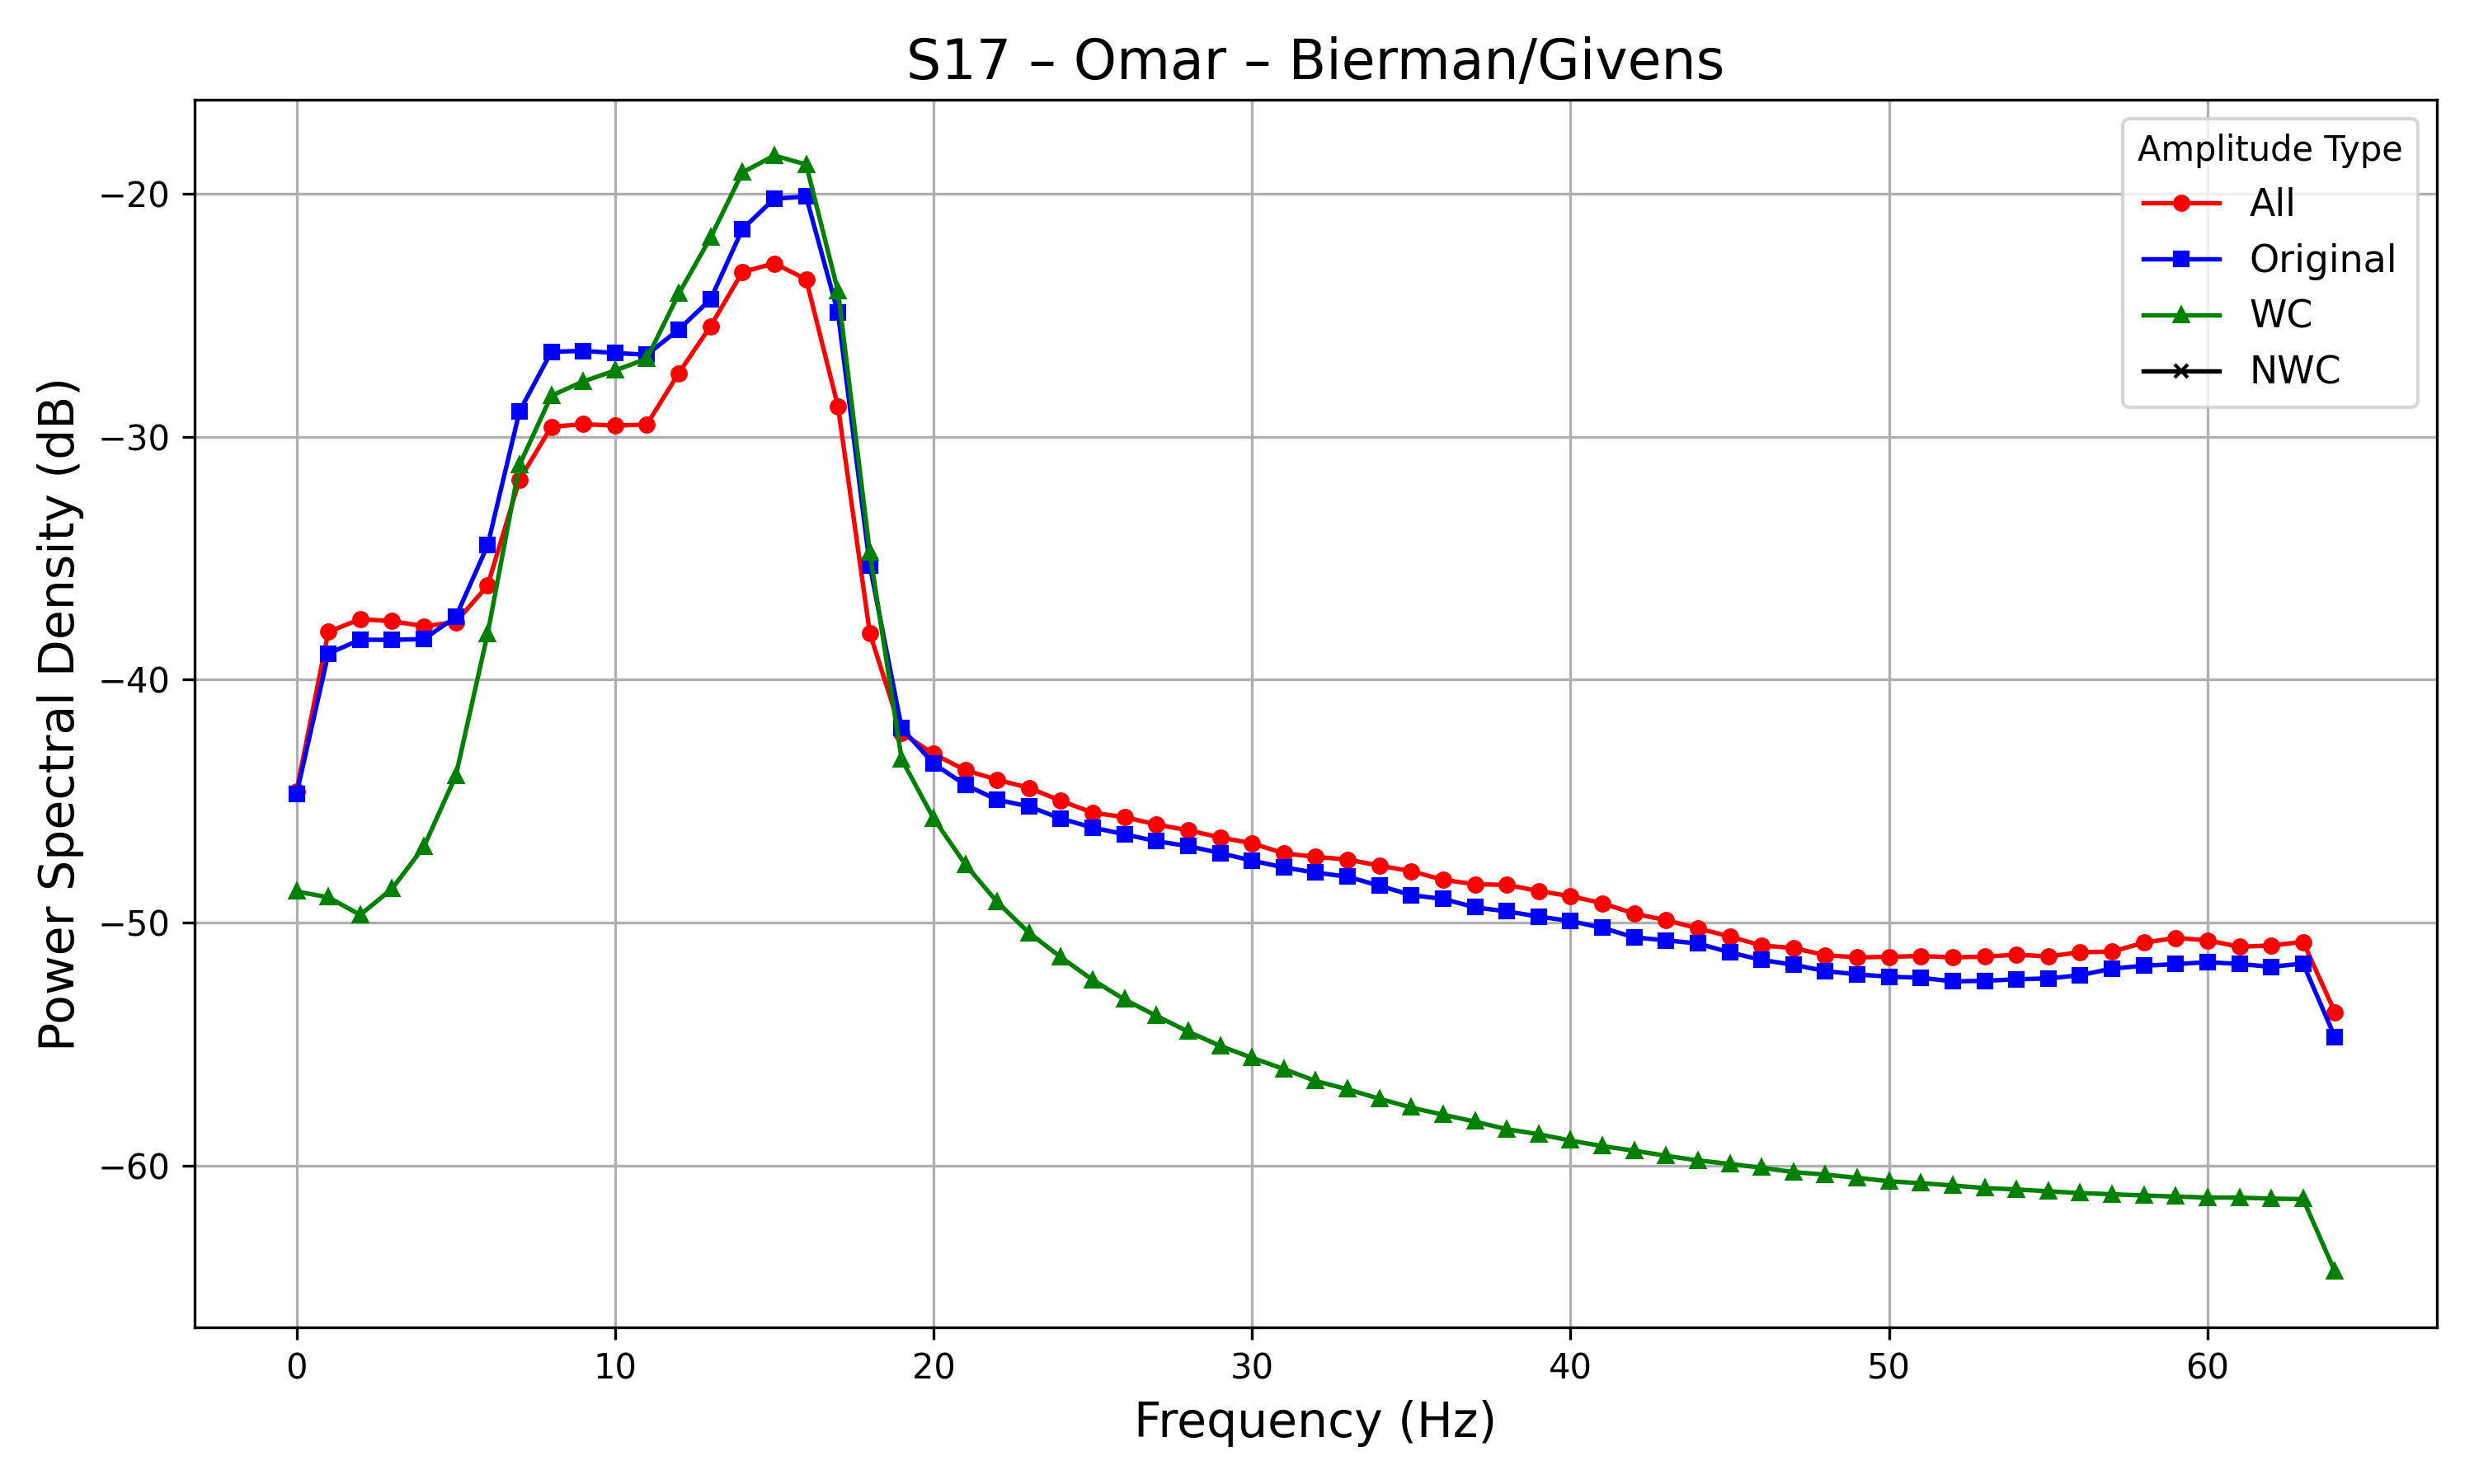 S17 – Omar – Bierman/Givens
Amplitude Type
All
Original
WC
NWC
Power Spectral Density (dB)
−20
−30
−40
−50
−60
0 10 20 30 40 50 60
Frequency (Hz)